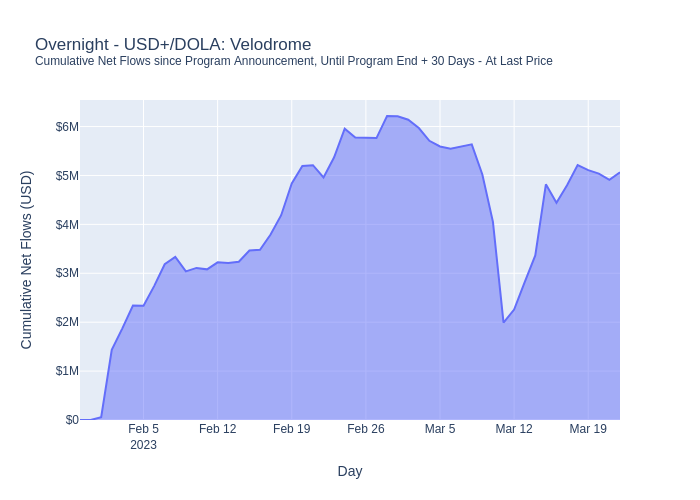 Overnight - USD+/DOLA: Velodrome
Cumulative Net Flows since Program Announcement, Until Program End + 30 Days - At Last Price
Cumulative Net Flows (USD)
$6M
$5M
$4M
$3M
$2M
$1M
$0
Feb 5
2023
Feb 12
Feb 19
Feb 26
Mar 5
Mar 12
Mar 19
Day